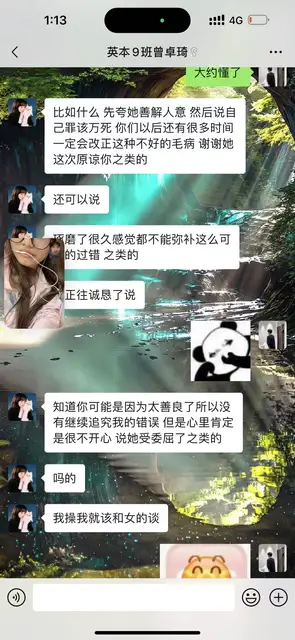 1:13
4G
英本9班曾卓琦
大约懂了
比如什么 先夸她善解人意 然后说自
己罪该万死 你们以后还有很多时间
一定会改正这种不好的毛病 谢谢她
这次原谅你之类的
还可以说
琢磨了很久感觉都不能弥补这么可
的过错 之类的
正往诚恳了说
知道你可能是因为太善良了所以没
有继续追究我的错误 但是心里肯定
是很不开心 说她受委屈了之类的
吗的
我操我就该和女的谈